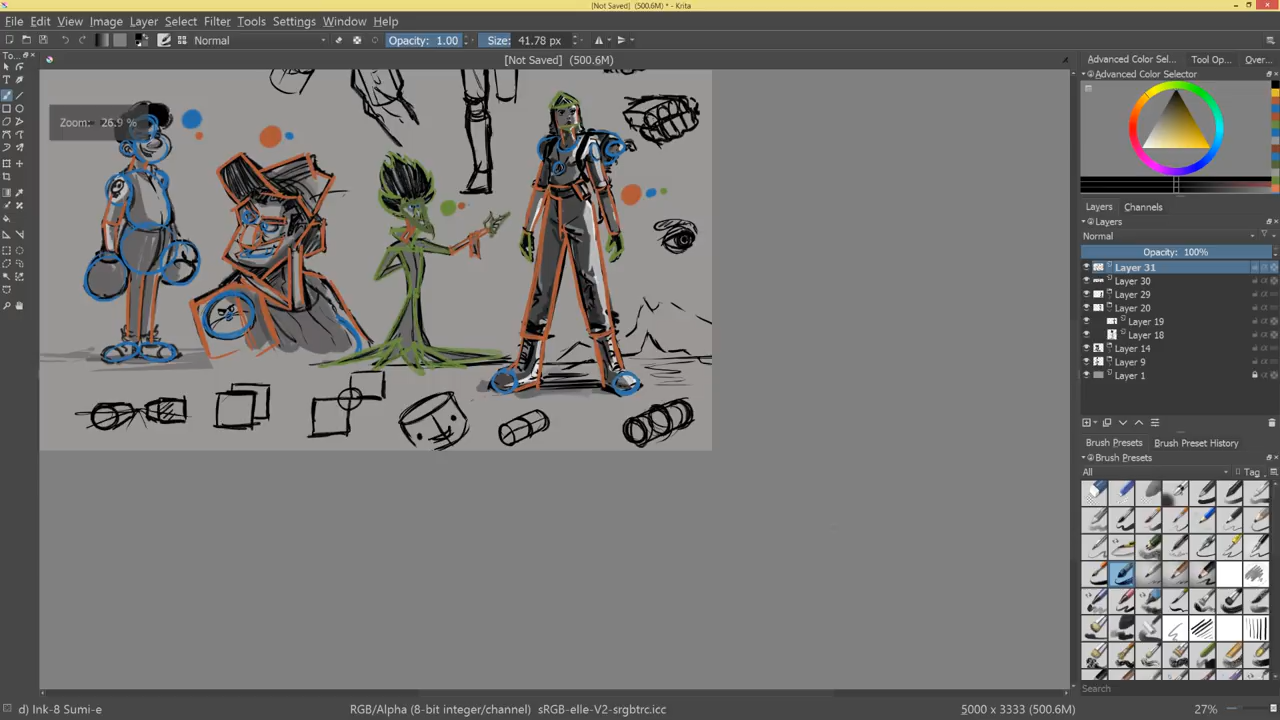 [Not Saved] (500.6M) * - Krita
File Edit View Image Layer Select Filter Tools Settings Window Help
Normal Opacity: 1.00 Size: 41.78 px
To... [Not Saved] (500.6M) Advanced Color Sel... Tool Op... Over...
Advanced Color Selector
Zoom: 26.9 %
Layers Channels
Layers
Normal
Opacity: 100%
Layer 31
Layer 30
Layer 29
Layer 20
Layer 19
Layer 18
Layer 14
Layer 9
Layer 1
Brush Presets Brush Preset History
Brush Presets
All Tag
Search
d) Ink-8 Sumi-e RGB/Alpha (8-bit integer/channel) sRGB-elle-V2-srgbtrc.icc 5000 x 3333 (500.6M) 27%